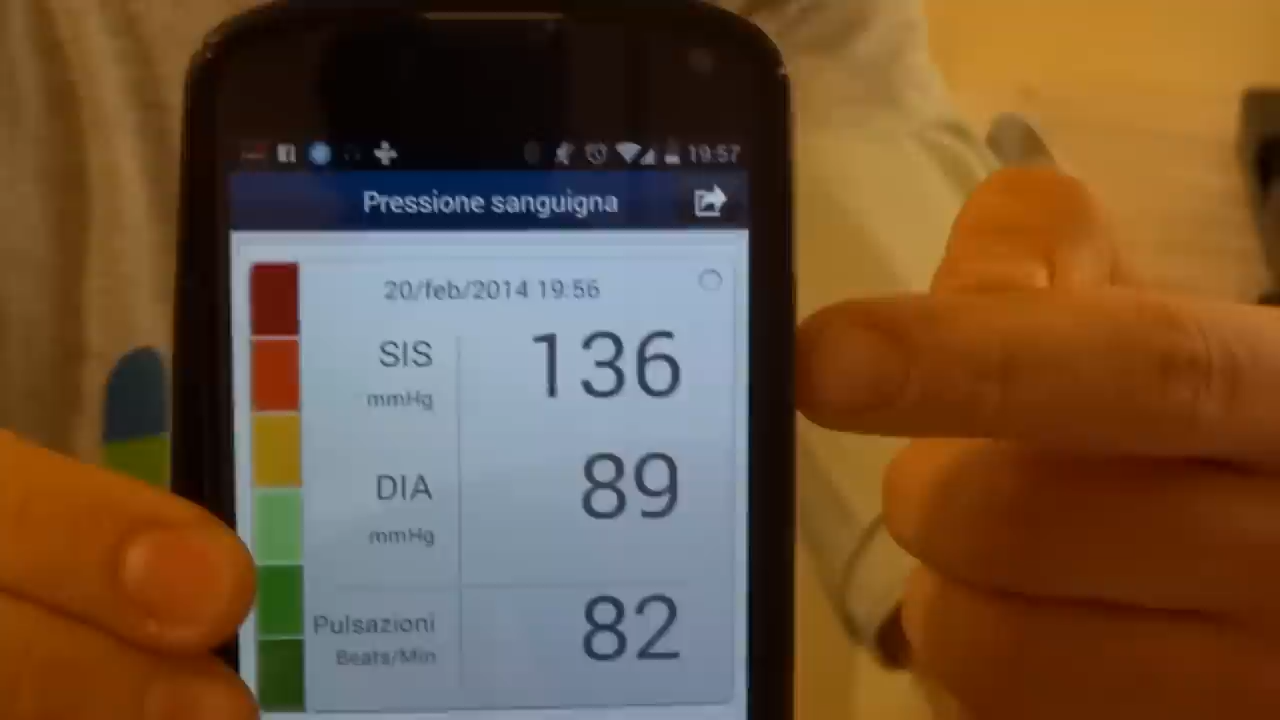 19:57
Pressione sanguigna
20/feb/2014 19:56
SIS 136
mmHg
DIA 89
mmHg
Pulsazioni 82
Beats/Min